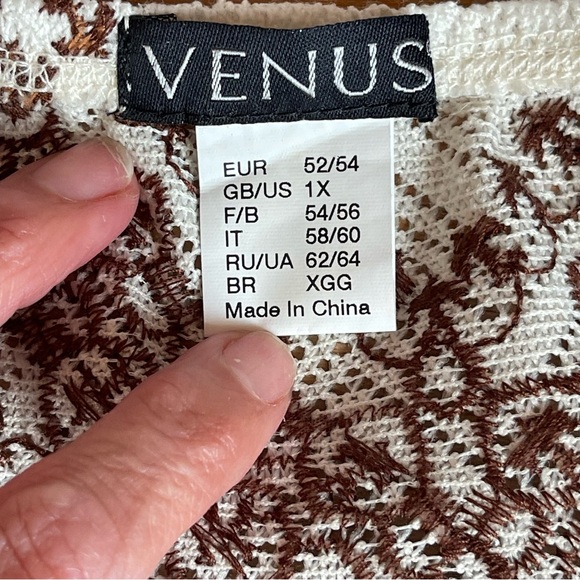 VENUS
EUR 52/54
GB/US 1X
F/B 54/56
IT 58/60
RU/UA 62/64
BR XGG
Made In China